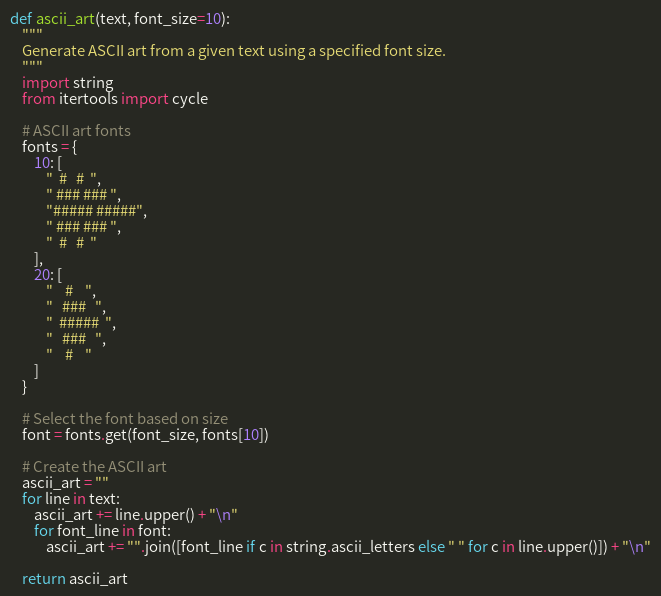 def ascii_art(text, font_size=10):
    """
    Generate ASCII art from a given text using a specified font size.
    """
    import string
    from itertools import cycle

    # ASCII art fonts
    fonts = {
        10: [
            "  #   #  ",
            " ### ### ",
            "##### #####",
            " ### ### ",
            "  #   #  "
        ],
        20: [
            "    #    ",
            "   ###   ",
            "  #####  ",
            "   ###   ",
            "    #    "
        ]
    }

    # Select the font based on size
    font = fonts.get(font_size, fonts[10])

    # Create the ASCII art
    ascii_art = ""
    for line in text:
        ascii_art += line.upper() + "\n"
        for font_line in font:
            ascii_art += "".join([font_line if c in string.ascii_letters else " " for c in line.upper()]) + "\n"

    return ascii_art